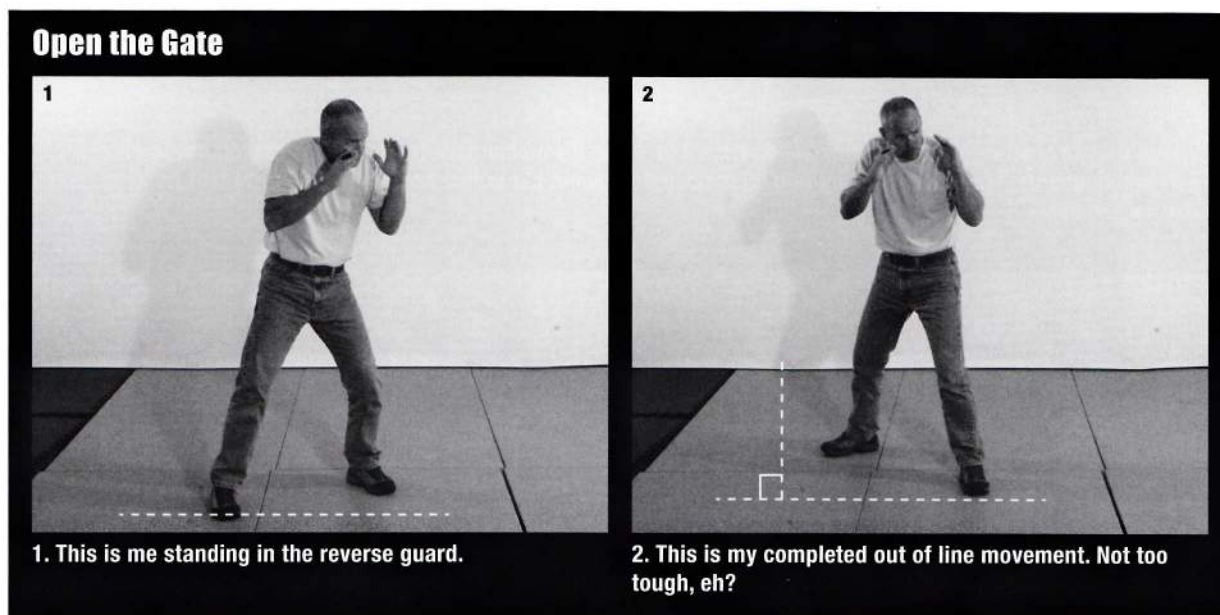 Open the Gate
1
2
1. This is me standing in the reverse guard.
2. This is my completed out of line movement. Not too
tough, eh?